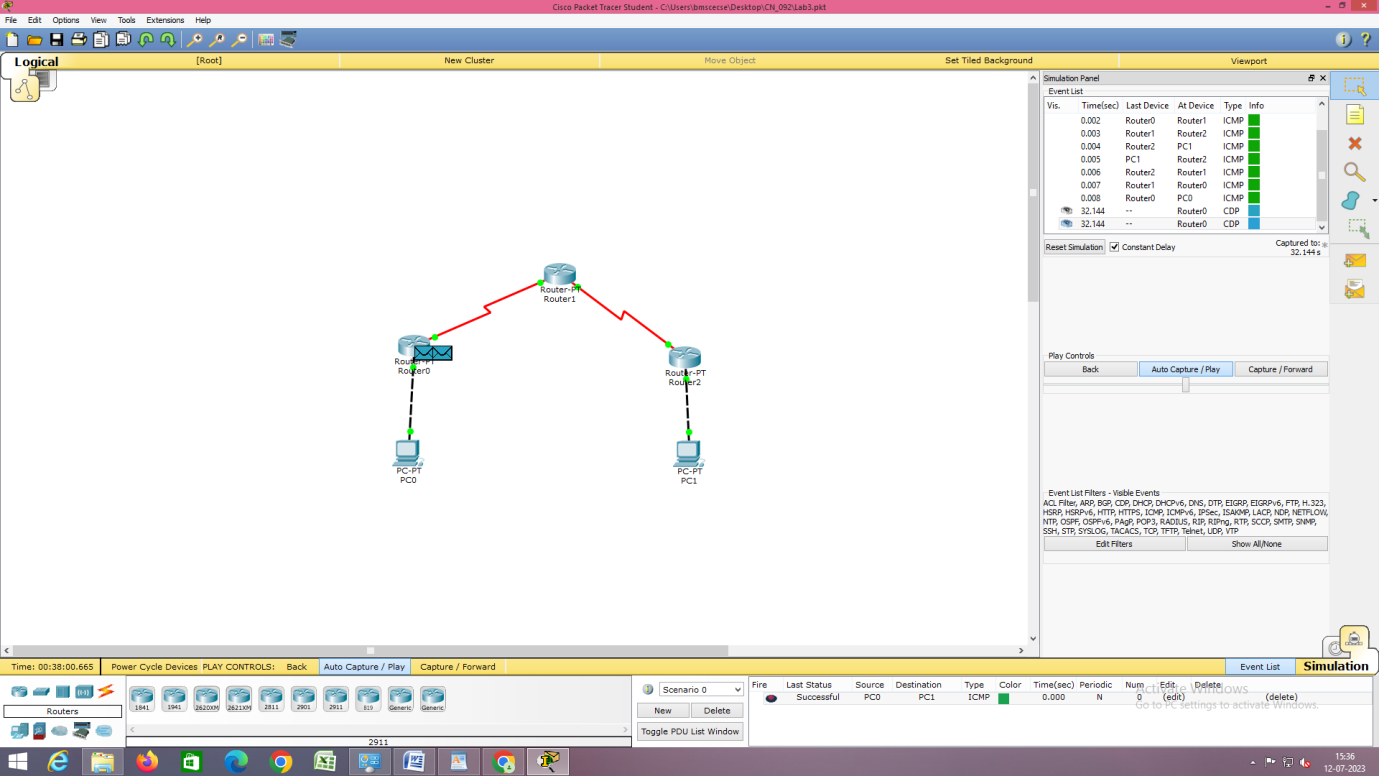 Cisco Packet Tracer Student - C:\Users\bmscecse\Desktop\CN_092\Lab3.pkt
File Edit Options View Tools Extensions Help
Logical [Root] New Cluster Move Object Set Tiled Background Viewport
Simulation Panel
Event List
Vis. Time(sec) Last Device At Device Type Info
0.002 Router0 Router1 ICMP
0.003 Router1 Router2 ICMP
0.004 Router2 PC1 ICMP
0.005 PC1 Router2 ICMP
0.006 Router2 Router1 ICMP
0.007 Router1 Router0 ICMP
0.008 Router0 PC0 ICMP
32.144 -- Router0 CDP
32.144 -- Router0 CDP
Reset Simulation Constant Delay Captured to: *
32.144 s
Router-PT
Router1
Router-PT
Router0
Router-PT
Router2
PC-PT
PC0
PC-PT
PC1
Play Controls
Back Auto Capture / Play Capture / Forward
Event List Filters - Visible Events
ACL Filter, ARP, BGP, CDP, DHCP, DHCPv6, DNS, DTP, EIGRP, EIGRPv6, FTP, H.323,
HSRP, HSRPv6, HTTP, HTTPS, ICMP, ICMPv6, IPSec, ISAKMP, LACP, NDP, NETFLOW,
NTP, OSPF, OSPFv6, PAgP, POP3, RADIUS, RIP, RIPng, RTP, SCCP, SMTP, SNMP,
SSH, STP, SYSLOG, TACACS, TCP, TFTP, Telnet, UDP, VTP
Edit Filters Show All/None
Time: 00:38:00.665 Power Cycle Devices PLAY CONTROLS: Back Auto Capture / Play Capture / Forward Event List Simulation
Routers
1841 1941 2620XM 2621XM 2811 2901 2911 819 Generic Generic
2911
Scenario 0
New Delete
Toggle PDU List Window
Fire Last Status Source Destination Type Color Time(sec) Periodic Num Edit Delete
Successful PC0 PC1 ICMP 0.000 N 0 (edit) (delete)
Activate Windows
Go to PC settings to activate Windows.
15:36
12-07-2023